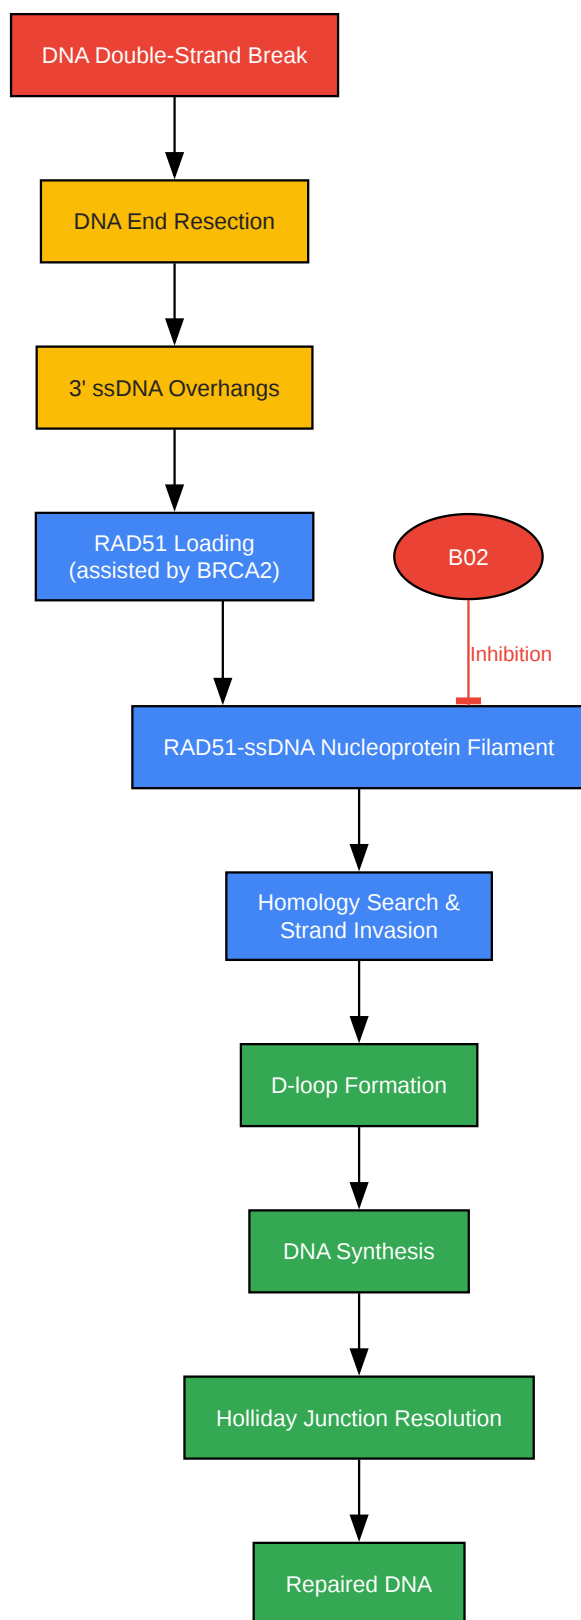 DNA Double-Strand Break
DNA End Resection
3' ssDNA Overhangs
RAD51 Loading
(assisted by BRCA2)
B02
Inhibition
RAD51-ssDNA Nucleoprotein Filament
Homology Search &
Strand Invasion
D-loop Formation
DNA Synthesis
Holliday Junction Resolution
Repaired DNA